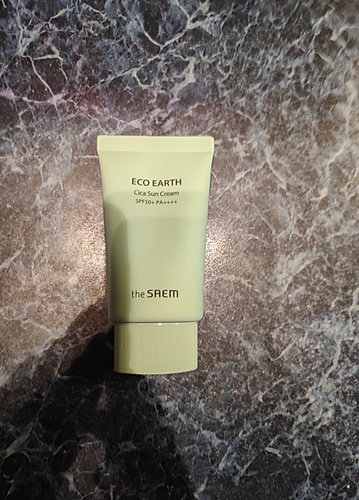 ECO EARTH
Cica Sun Cream
SPF50+ PA++++
the SAEM